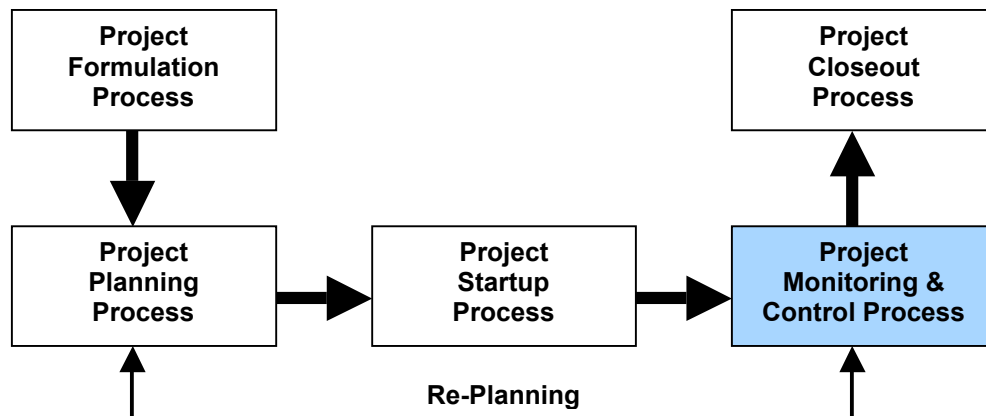 Project
Formulation
Process
Project
Closeout
Process
Project
Planning
Process
Project
Startup
Process
Project
Monitoring &
Control Process
Re-Planning